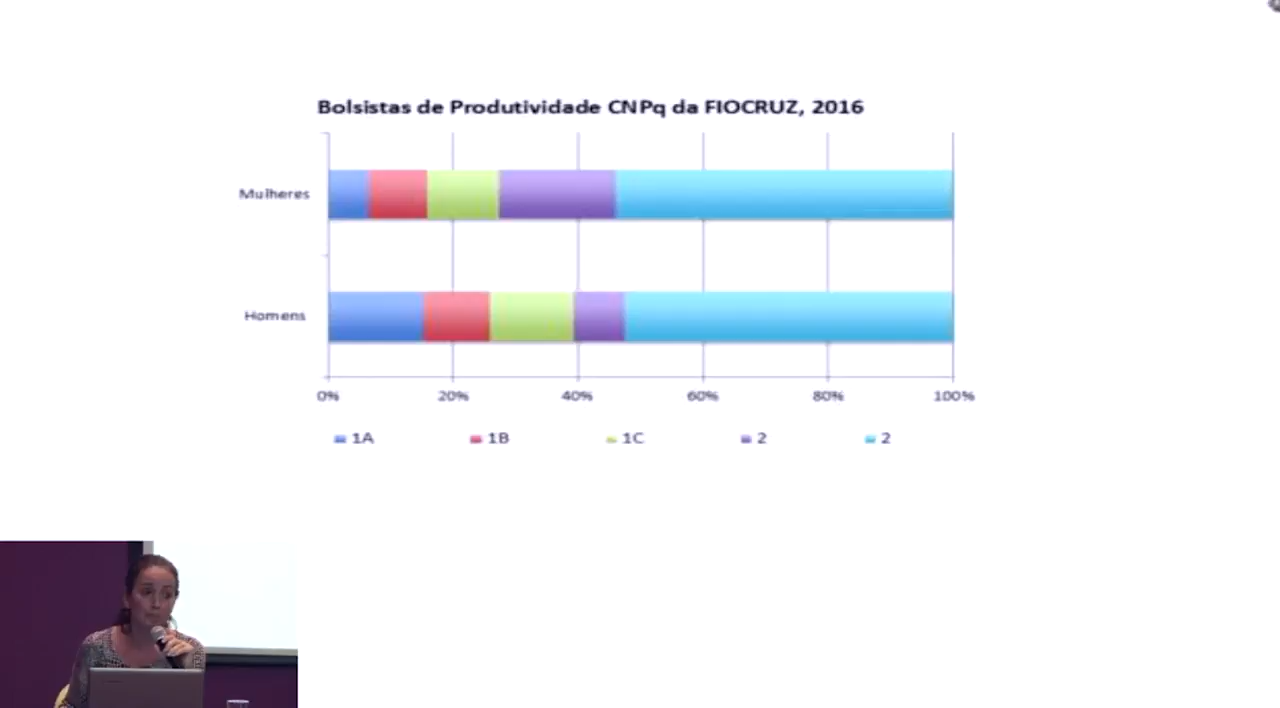 Bolsistas de Produtividade CNPq da FIOCRUZ, 2016
Mulheres
Homens
0% 20% 40% 60% 80% 100%
1A 1B 1C 2 2